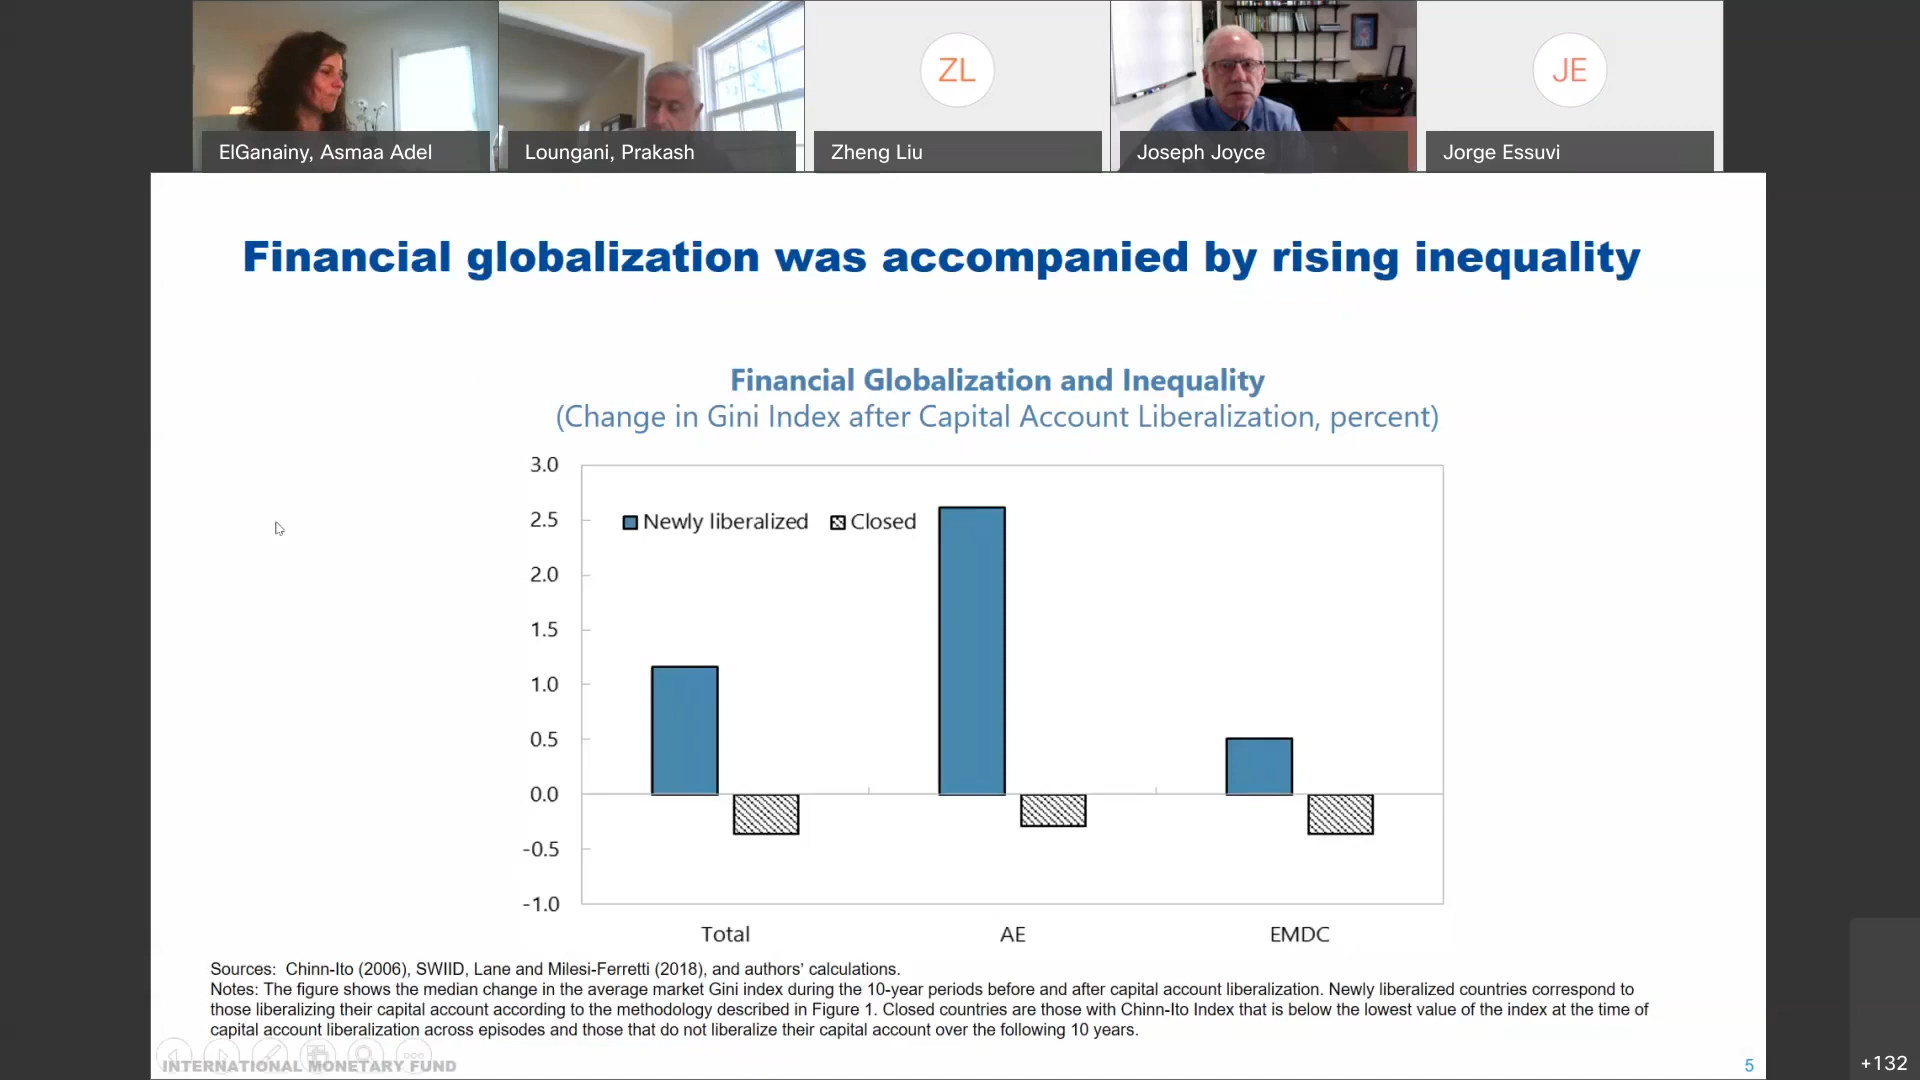 ZL
JE
ElGanainy, Asmaa Adel
Loungani, Prakash
Zheng Liu
Joseph Joyce
Jorge Essuvi
Financial globalization was accompanied by rising inequality
Financial Globalization and Inequality
(Change in Gini Index after Capital Account Liberalization, percent)
3.0
2.5
2.0
1.5
1.0
0.5
0.0
-0.5
-1.0
Newly liberalized
Closed
Total
AE
EMDC
Sources: Chinn-Ito (2006), SWIID, Lane and Milesi-Ferretti (2018), and authors' calculations.
Notes: The figure shows the median change in the average market Gini index during the 10-year periods before and after capital account liberalization. Newly liberalized countries correspond to
those liberalizing their capital account according to the methodology described in Figure 1. Closed countries are those with Chinn-Ito Index that is below the lowest value of the index at the time of
capital account liberalization across episodes and those that do not liberalize their capital account over the following 10 years.
INTERNATIONAL MONETARY FUND
5
+132